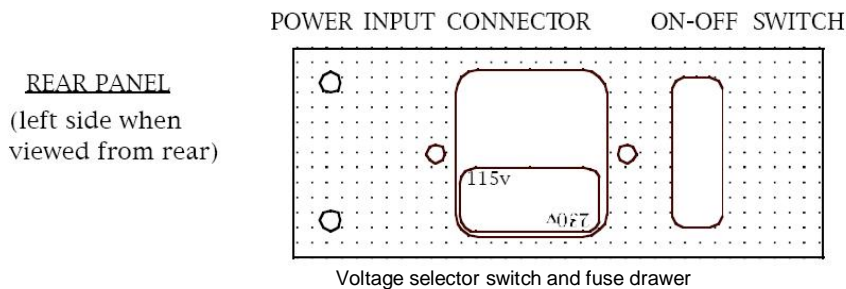 POWER INPUT CONNECTOR ON-OFF SWITCH
REAR PANEL
(left side when
viewed from rear)
115v
Voltage selector switch and fuse drawer